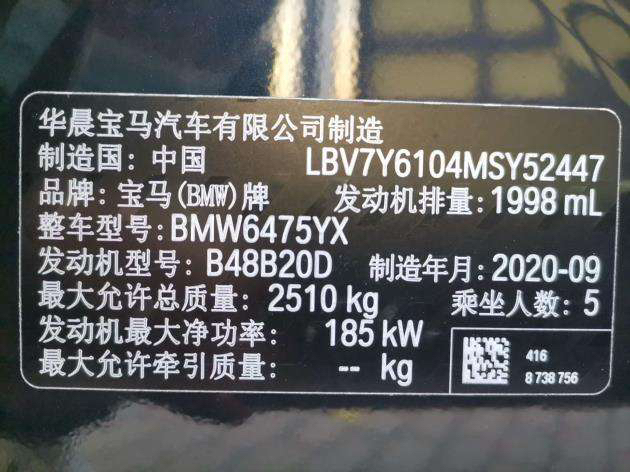 华晨宝马汽车有限公司制造
制造国: 中国 LBV7Y6104MSY52447
品牌: 宝马(BMW)牌 发动机排量: 1998 mL
整车型号: BMW6475YX
发动机型号: B48B20D 制造年月: 2020-09
最大允许总质量: 2510 kg 乘坐人数: 5
发动机最大净功率: 185 kW
最大允许牵引质量: -- kg
416
8 738 756